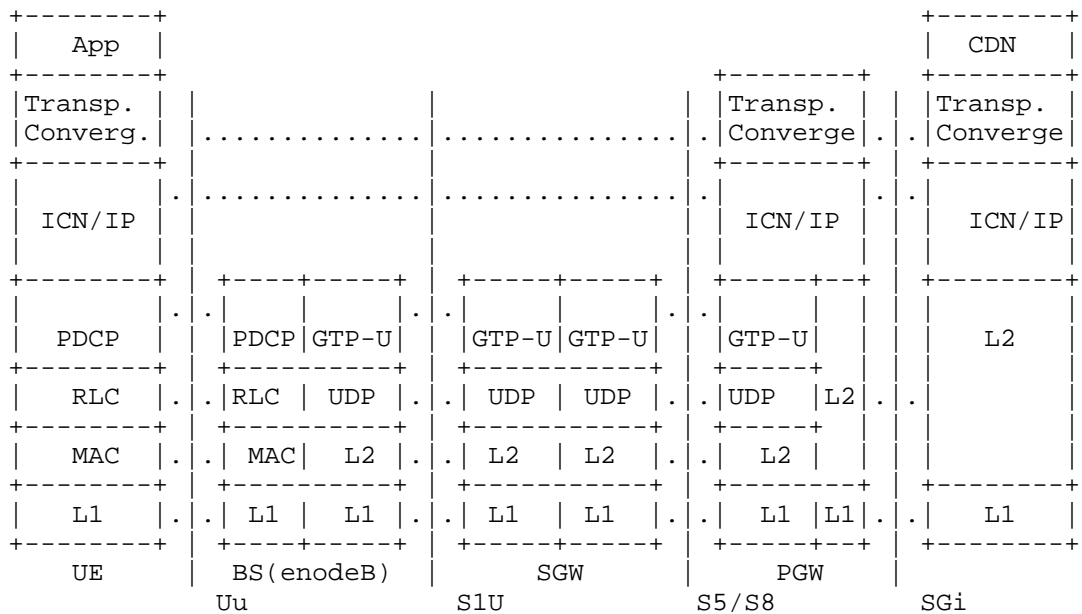 App CDN
Transp. Transp. Transp.
Converg. Converge Converge
ICN/IP ICN/IP ICN/IP
PDCP PDCP GTP-U GTP-U GTP-U GTP-U L2
RLC RLC UDP UDP UDP UDP L2
MAC MAC L2 L2 L2 L2
L1 L1 L1 L1 L1 L1 L1 L1
UE BS(enodeB) SGW PGW
Uu S1U S5/S8 SGi